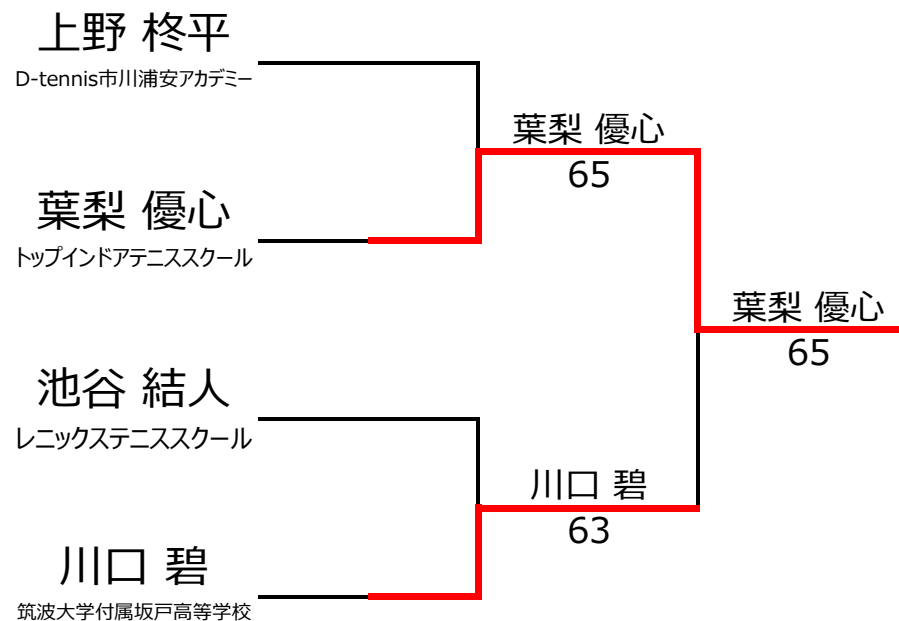 上野 柊平
D-tennis市川浦安アカデミー
葉梨 優心
65
葉梨 優心
トップインドアテニススクール
葉梨 優心
65
池谷 結人
レニックステニススクール
川口 碧
63
川口 碧
筑波大学付属坂戸高等学校